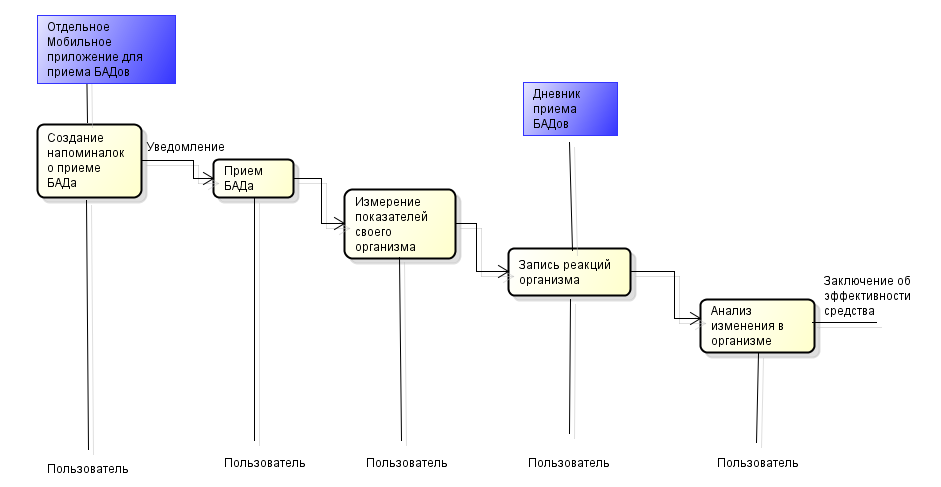 Отдельное
Мобильное
приложение для
приема БАДов
Дневник
приема
БАДов
Создание
напоминалок
о приеме
БАДа
Уведомление
Прием
БАДа
Измерение
показателей
своего
организма
Запись реакций
организма
Анализ
изменения в
организме
Заключение об
эффективности
средства
Пользователь
Пользователь
Пользователь
Пользователь
Пользователь